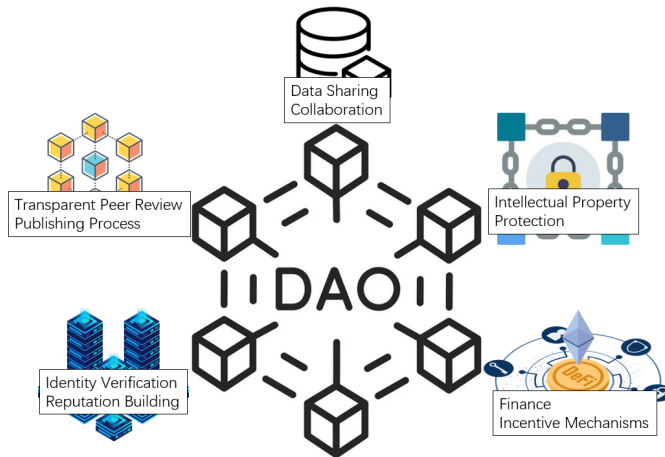 Data Sharing
Collaboration
Transparent Peer Review
Publishing Process
Intellectual Property
Protection
DAO
Identity Verification
Reputation Building
DeFi
Finance
Incentive Mechanisms